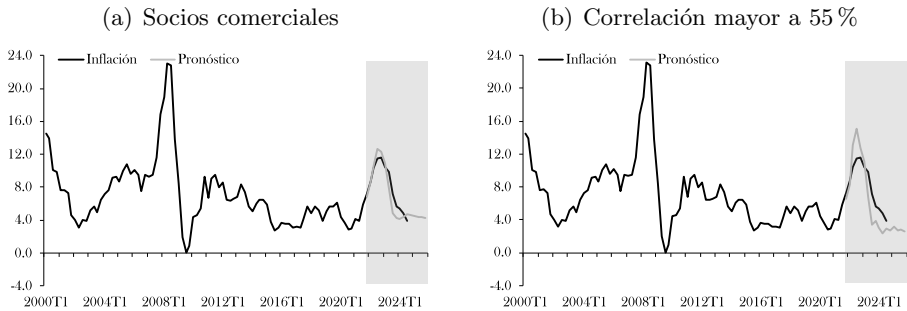 (a) Socios comerciales
24.0
20.0
16.0
12.0
8.0
4.0
0.0
-4.0
Inflación
Pronóstico
2000T1 2004T1 2008T1 2012T1 2016T1 2020T1 2024T1
(b) Correlación mayor a 55 %
24.0
20.0
16.0
12.0
8.0
4.0
0.0
-4.0
Inflación
Pronóstico
2000T1 2004T1 2008T1 2012T1 2016T1 2020T1 2024T1